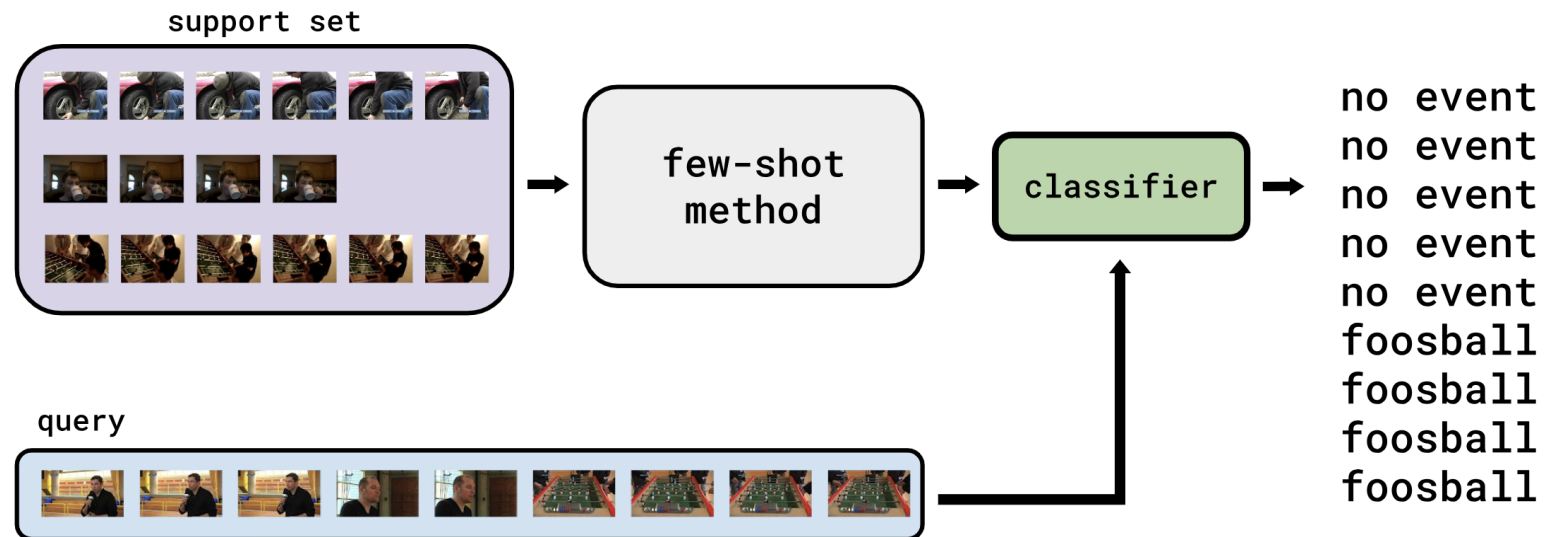 support set
few-shot
method
classifier
no event
no event
no event
no event
no event
foosball
foosball
foosball
foosball
query